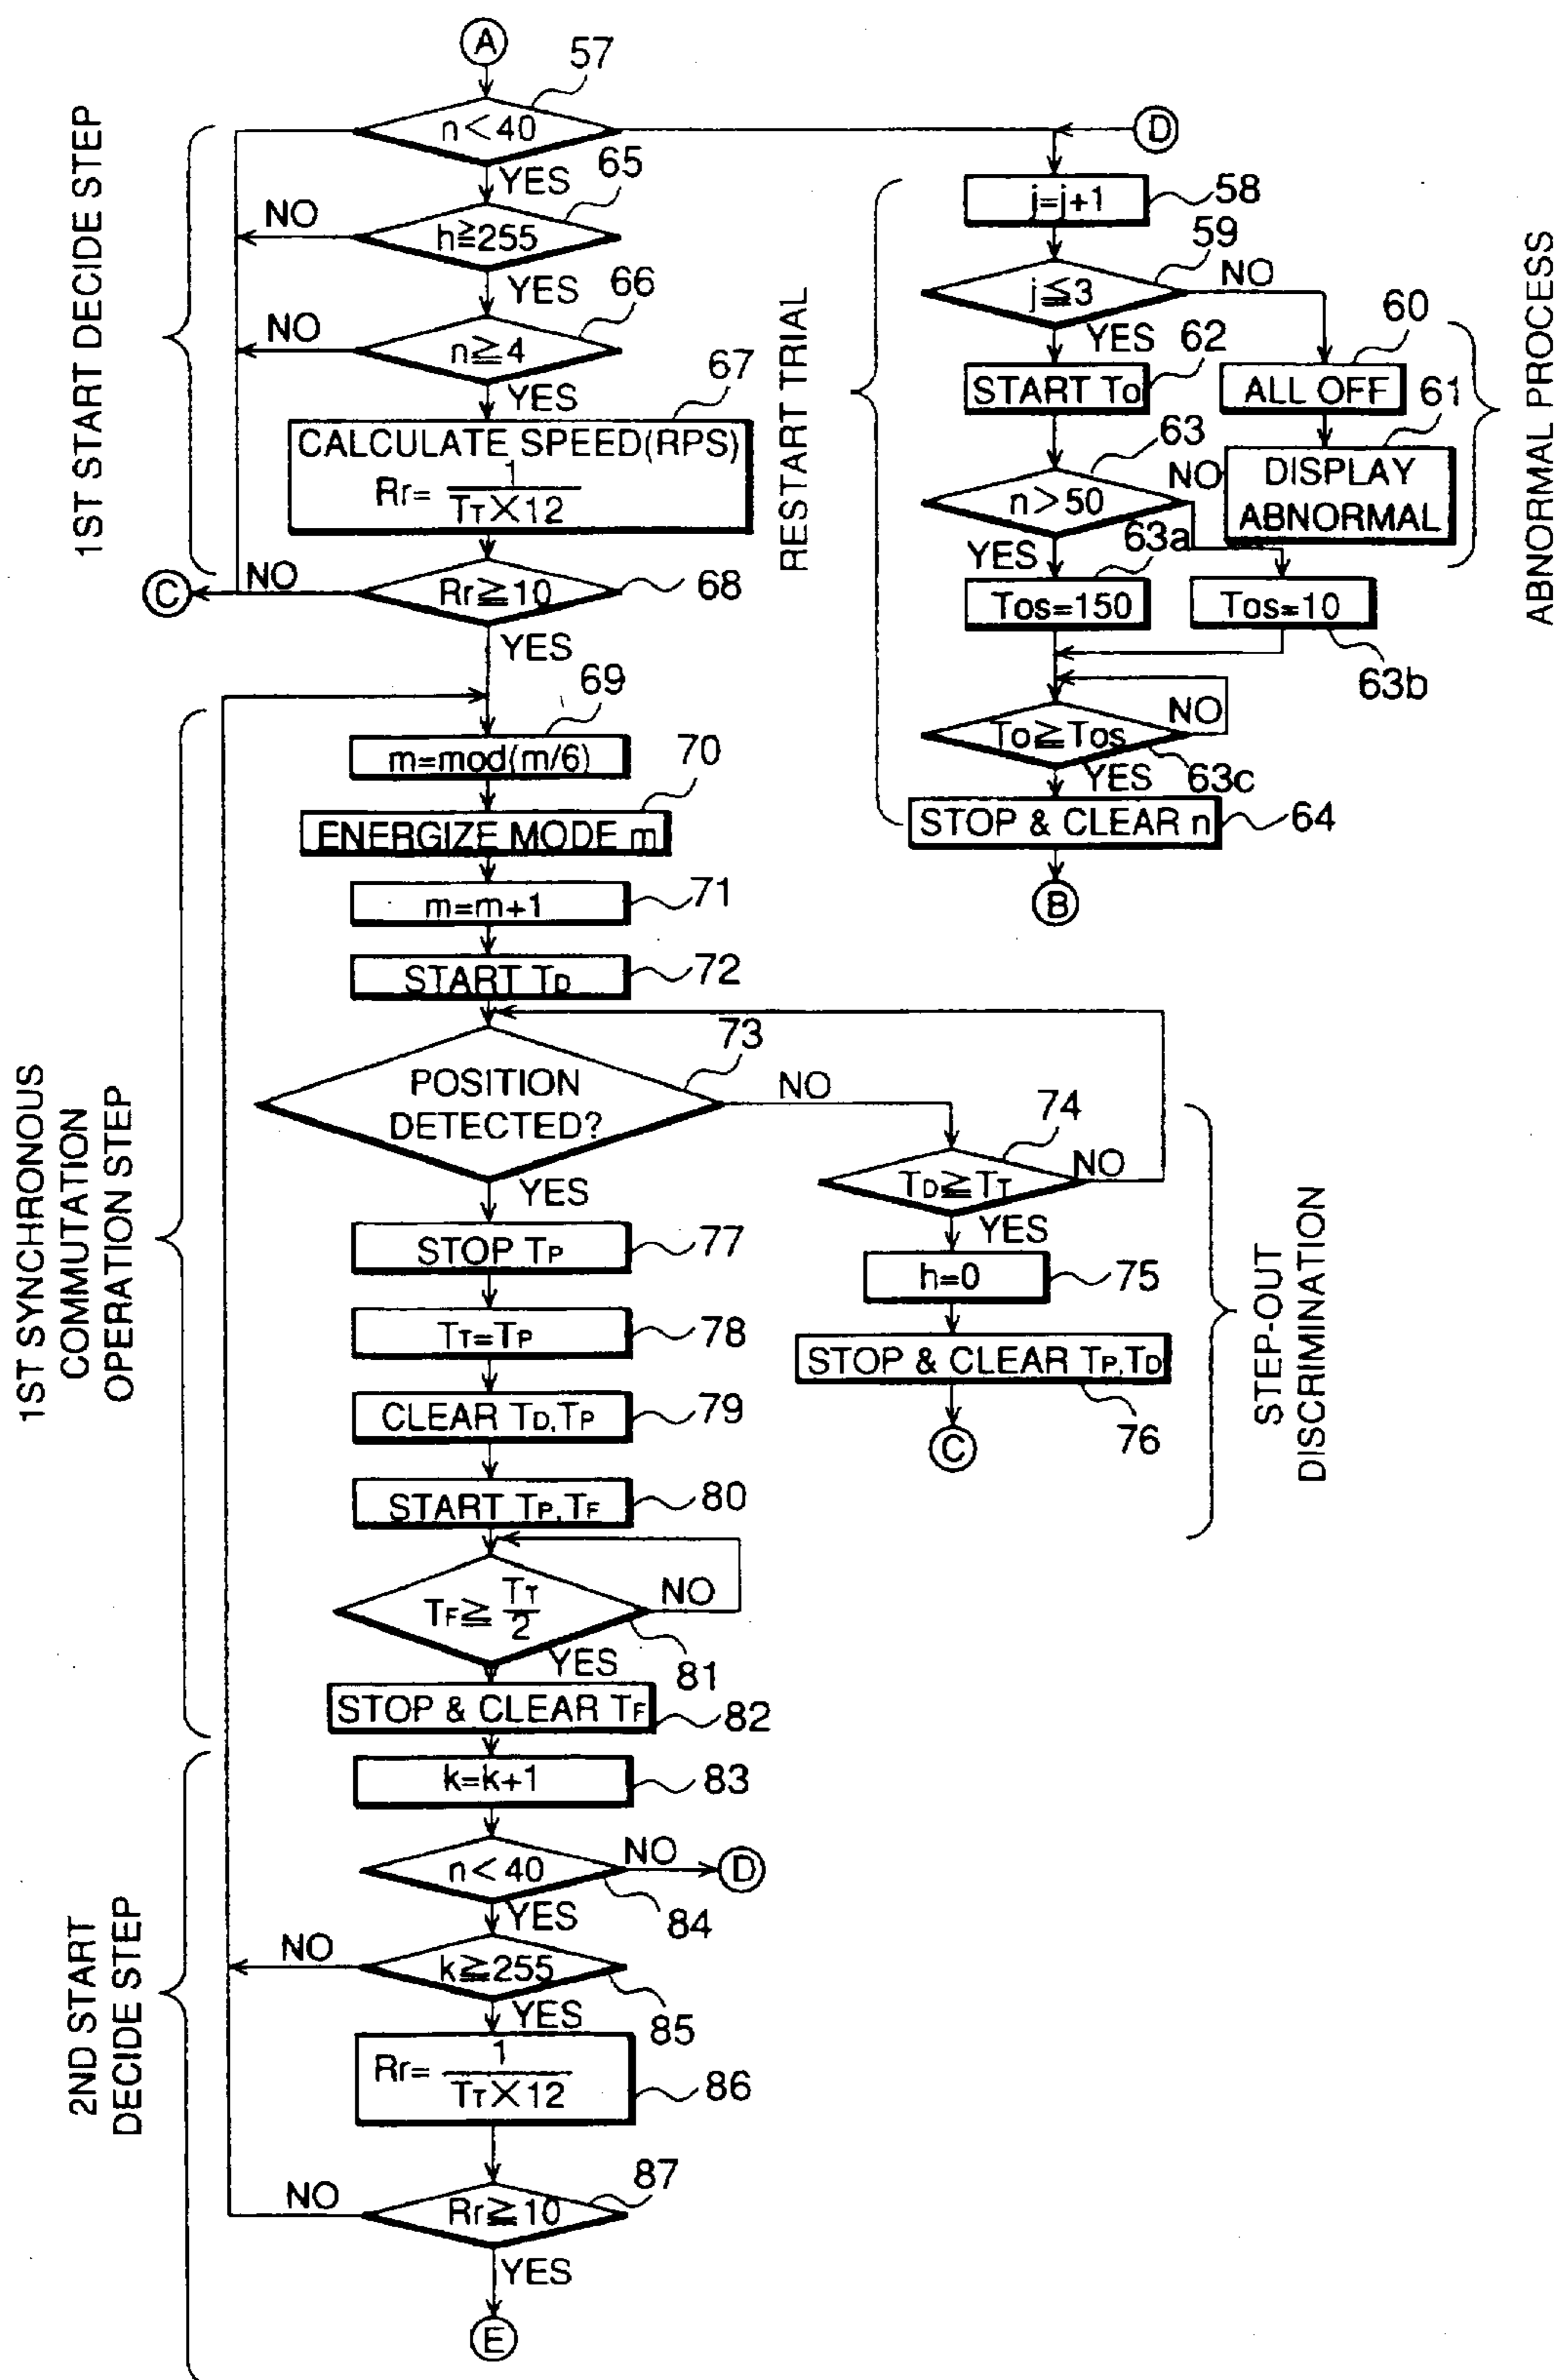 A
57
n<40
YES
65
h≧255
NO
YES
66
n≧4
NO
YES
67
CALCULATE SPEED(RPS)
Rr= 1/TT×12
Rr≧10
68
NO
C
YES
1ST START DECIDE STEP
D
j=j+1
58
59
j≦3
NO
YES
62
START To
60
ALL OFF
61
DISPLAY
ABNORMAL
63
n>50
NO
YES
63a
Tos=150
Tos=10
63b
To≧Tos
NO
YES
63c
STOP & CLEAR n
64
B
RESTART TRIAL
ABNORMAL PROCESS
69
m=mod(m/6)
70
ENERGIZE MODE m
m=m+1
71
START TD
72
73
POSITION
DETECTED?
NO
YES
74
TD≧TT
NO
YES
h=0
75
STOP & CLEAR TP,TD
76
C
STEP-OUT
DISCRIMINATION
STOP TP
77
TT=TP
78
CLEAR TD,TP
79
START TP,TF
80
TF≧ TT/2
NO
81
YES
STOP & CLEAR TF
82
1ST SYNCHRONOUS
COMMUTATION
OPERATION STEP
k=k+1
83
n<40
NO
D
84
YES
k≧255
NO
85
YES
Rr= 1/TT×12
86
87
Rr≧10
NO
YES
E
2ND START
DECIDE STEP